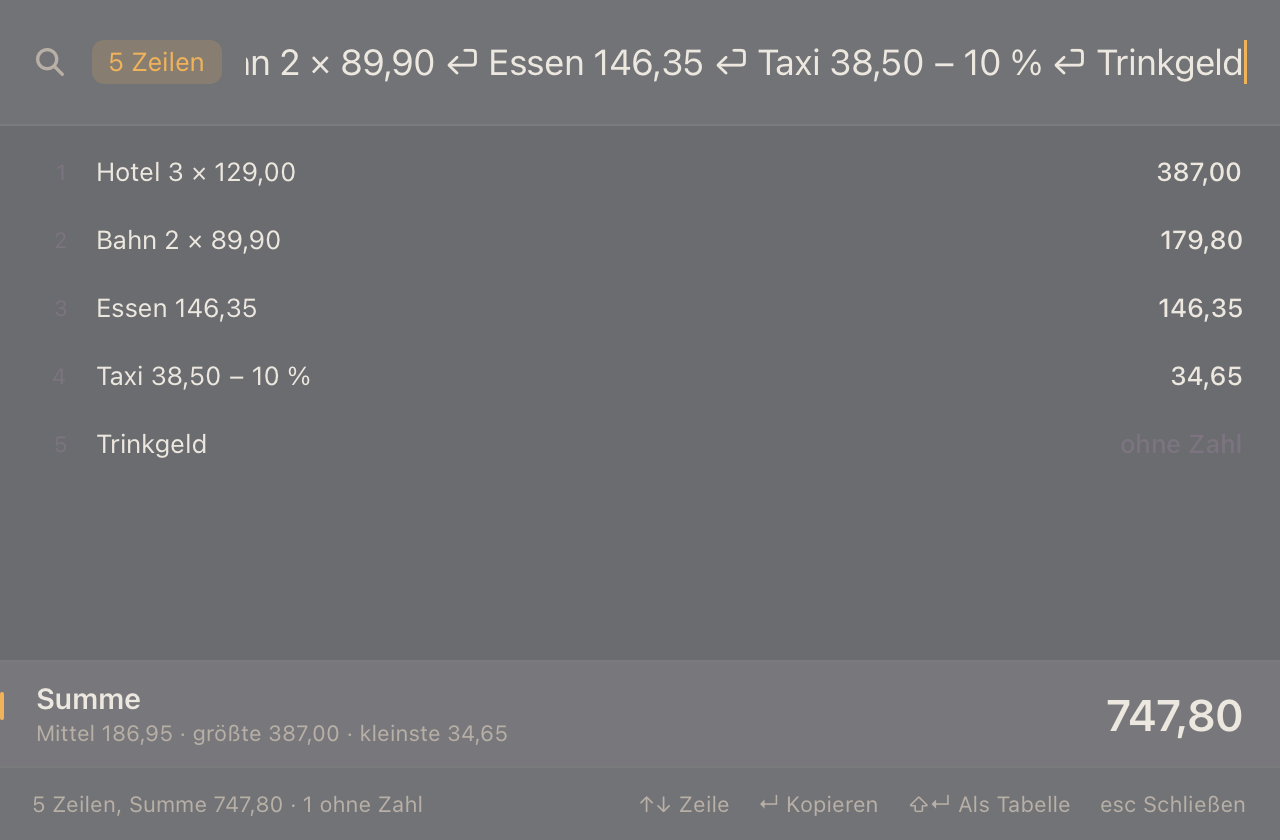 5 Zeilen n 2 × 89,90 ⏎ Essen 146,35 ⏎ Taxi 38,50 – 10 % ⏎ Trinkgeld
1 Hotel 3 × 129,00 387,00
2 Bahn 2 × 89,90 179,80
3 Essen 146,35 146,35
4 Taxi 38,50 – 10 % 34,65
5 Trinkgeld ohne Zahl
Summe 747,80
Mittel 186,95 · größte 387,00 · kleinste 34,65
5 Zeilen, Summe 747,80 · 1 ohne Zahl ↑↓ Zeile ↵ Kopieren ⇧↵ Als Tabelle esc Schließen